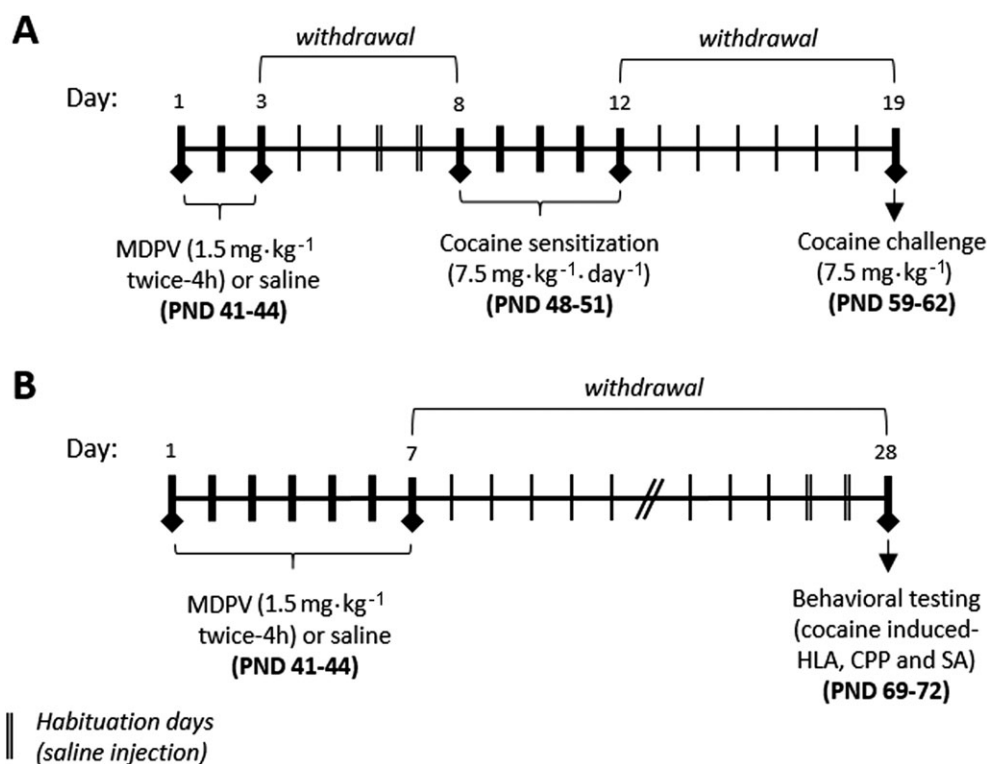 A
withdrawal
withdrawal
Day:
1
3
8
12
19
MDPV (1.5 mg·kg⁻¹
twice-4h) or saline
(PND 41-44)
Cocaine sensitization
(7.5 mg·kg⁻¹·day⁻¹)
(PND 48-51)
Cocaine challenge
(7.5 mg·kg⁻¹)
(PND 59-62)
B
withdrawal
Day:
1
7
28
MDPV (1.5 mg·kg⁻¹
twice-4h) or saline
(PND 41-44)
Behavioral testing
(cocaine induced-
HLA, CPP and SA)
(PND 69-72)
Habituation days
(saline injection)